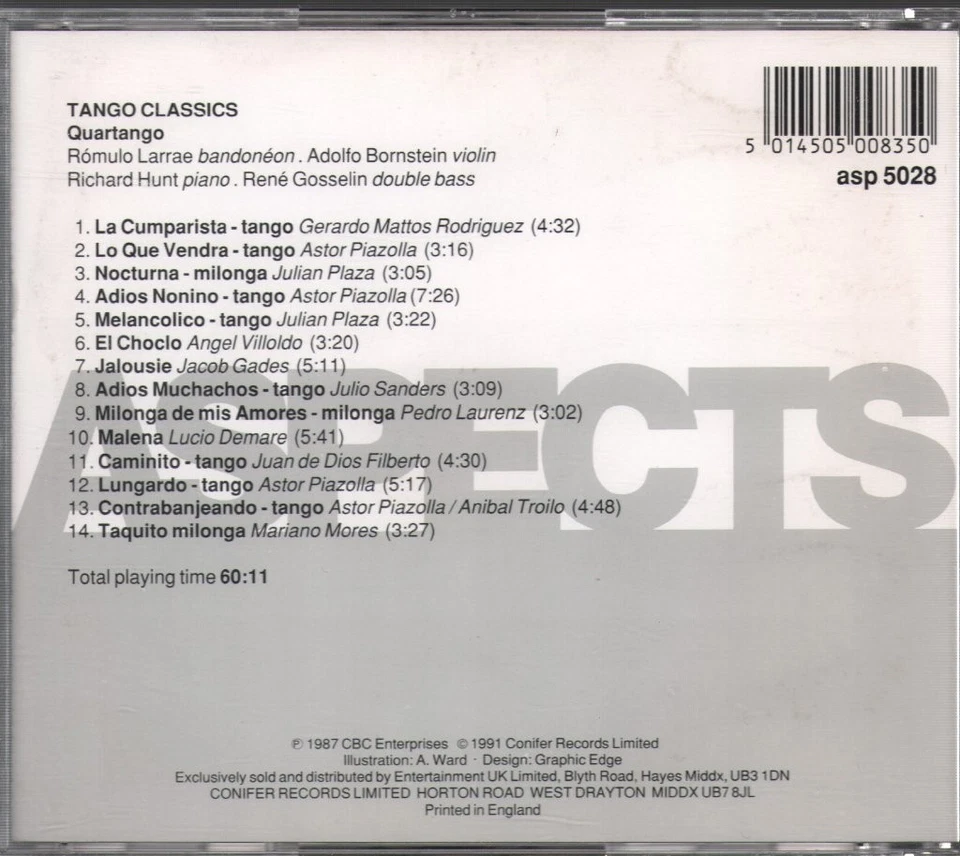 TANGO CLASSICS
Quartango
Rómulo Larrae bandonéon . Adolfo Bornstein violin
Richard Hunt piano . René Gosselin double bass
5 014505 008350
asp 5028
1. La Cumparista - tango Gerardo Mattos Rodriguez (4:32)
2. Lo Que Vendra - tango Astor Piazolla (3:16)
3. Nocturna - milonga Julian Plaza (3:05)
4. Adios Nonino - tango Astor Piazolla (7:26)
5. Melancolico - tango Julian Plaza (3:22)
6. El Choclo Angel Villoldo (3:20)
7. Jalousie Jacob Gades (5:11)
8. Adios Muchachos - tango Julio Sanders (3:09)
9. Milonga de mis Amores - milonga Pedro Laurenz (3:02)
10. Malena Lucio Demare (5:41)
11. Caminito - tango Juan de Dios Filberto (4:30)
12. Lungardo - tango Astor Piazolla (5:17)
13. Contrabanjeando - tango Astor Piazolla / Anibal Troilo (4:48)
14. Taquito milonga Mariano Mores (3:27)
ASPECTS
Total playing time 60:11
℗ 1987 CBC Enterprises © 1991 Conifer Records Limited
Illustration: A. Ward · Design: Graphic Edge
Exclusively sold and distributed by Entertainment UK Limited, Blyth Road, Hayes Middx, UB3 1DN
CONIFER RECORDS LIMITED HORTON ROAD WEST DRAYTON MIDDX UB7 8JL
Printed in England